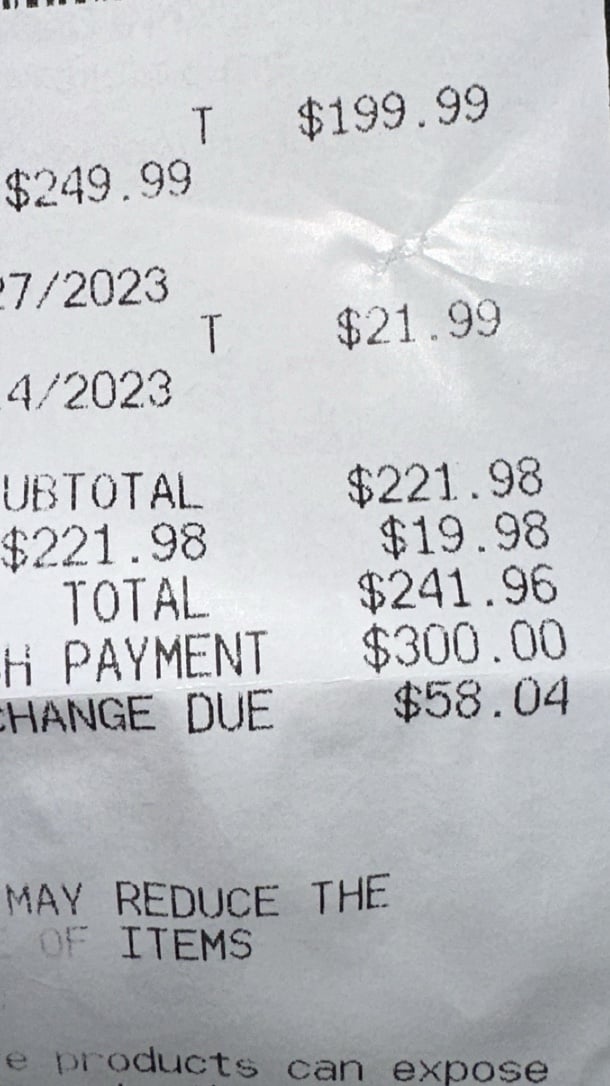 T $199.99
$249.99
27/2023
T $21.99
4/2023
UBTOTAL $221.98
$221.98 $19.98
TOTAL $241.96
H PAYMENT $300.00
CHANGE DUE $58.04
MAY REDUCE THE
OF ITEMS
e products can expose